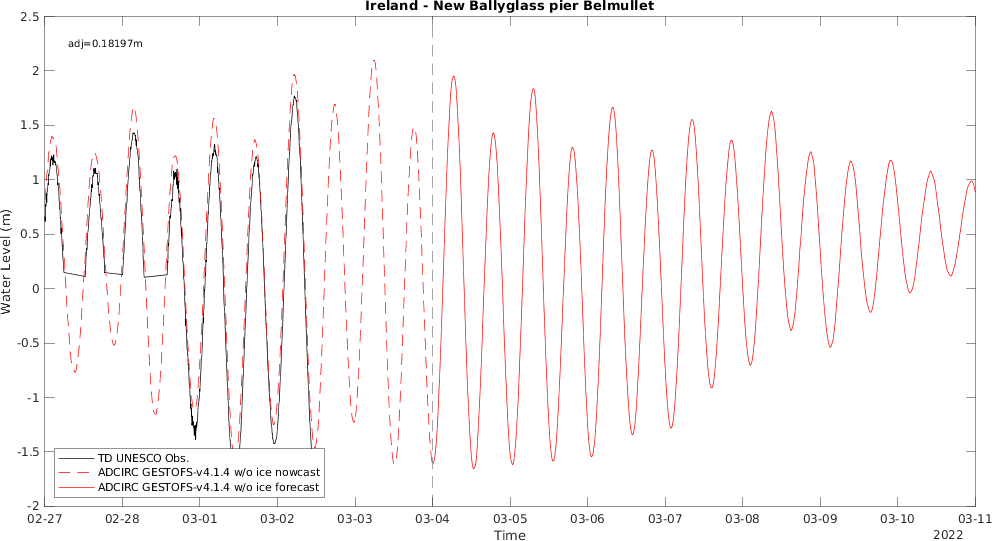 Ireland - New Ballyglass pier Belmullet
adj=0.18197m
2.5
2
1.5
1
0.5
0
-0.5
-1
-1.5
-2
Water Level (m)
TD UNESCO Obs.
ADCIRC GESTOFS-v4.1.4 w/o ice nowcast
ADCIRC GESTOFS-v4.1.4 w/o ice forecast
02-27 02-28 03-01 03-02 03-03 03-04 03-05 03-06 03-07 03-08 03-09 03-10 03-11
Time
2022